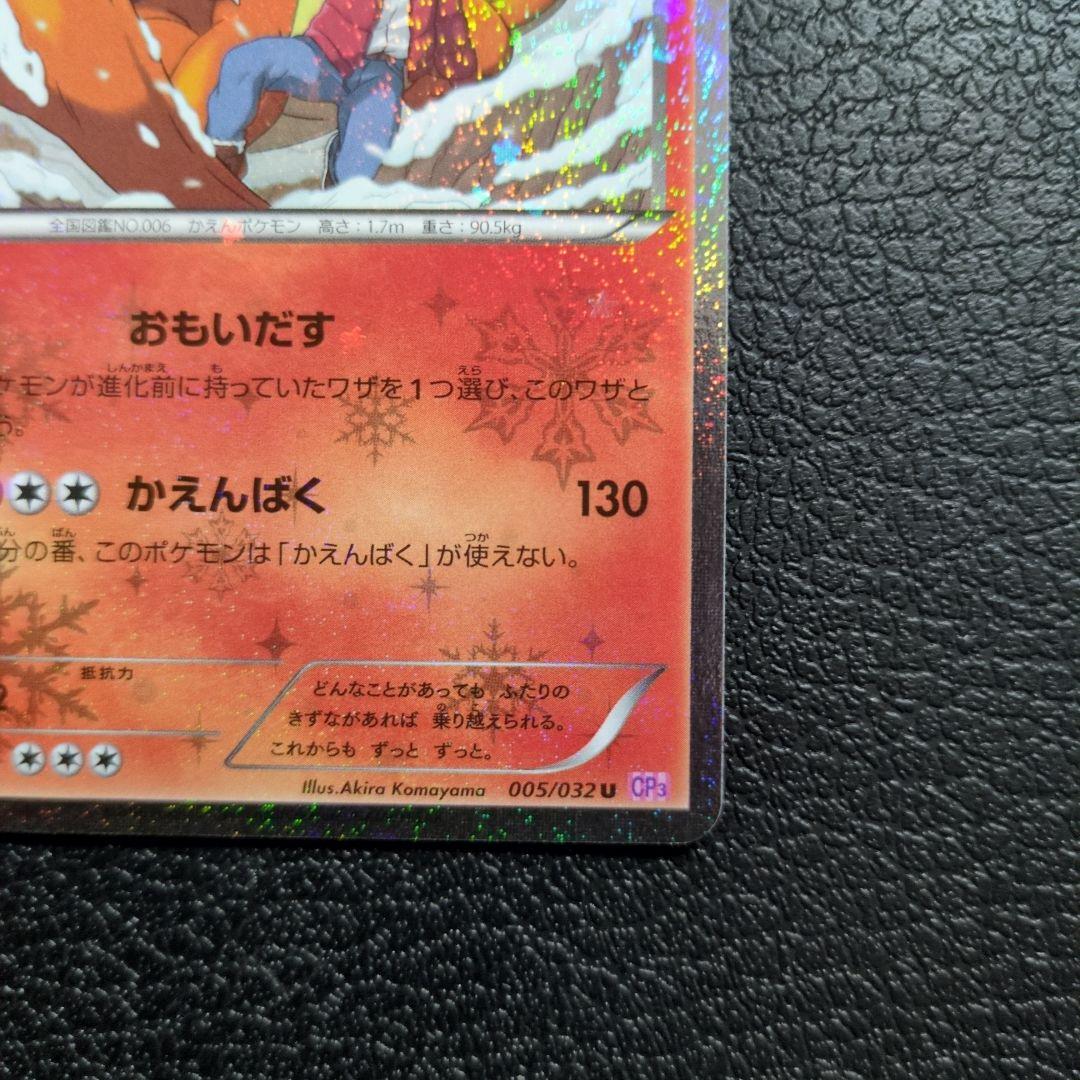 全国図鑑NO.006 かえんポケモン 高さ：1.7m 重さ：90.5kg
おもいだす
ケモンが進化前に持っていたワザを1つ選び、このワザと
う。
かえんばく 130
分の番、このポケモンは「かえんばく」が使えない。
抵抗力
2
どんなことがあっても ふたりの
きずながあれば 乗り越えられる。
これからも ずっと ずっと。
Illus.Akira Komayama 005/032 U CP3